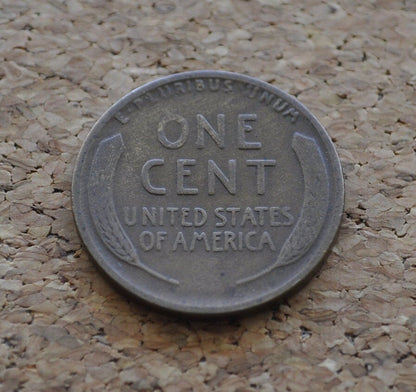 E PLURIBUS UNUM
ONE
CENT
UNITED STATES
OF AMERICA